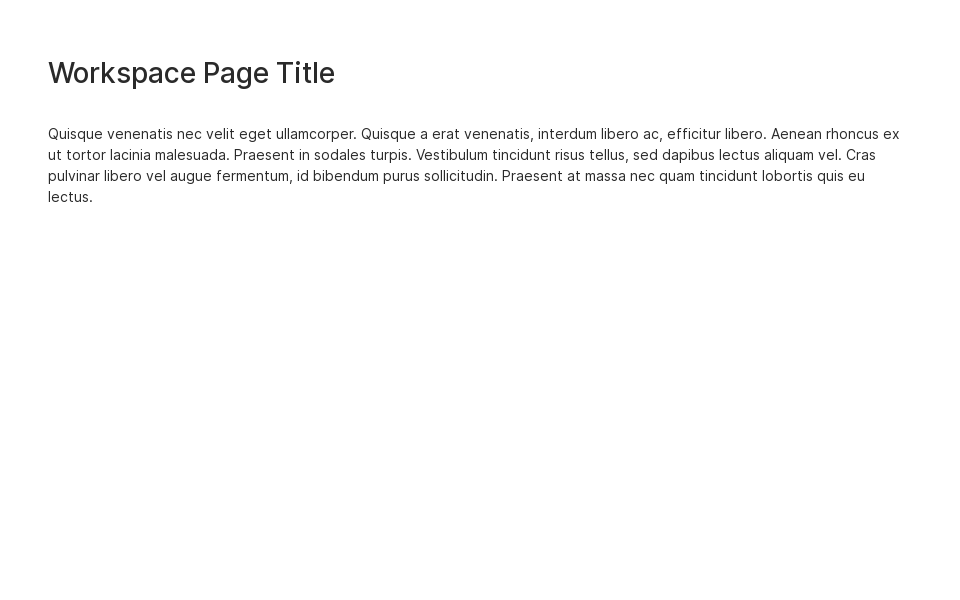 Workspace Page Title
Quisque venenatis nec velit eget ullamcorper. Quisque a erat venenatis, interdum libero ac, efficitur libero. Aenean rhoncus ex
ut tortor lacinia malesuada. Praesent in sodales turpis. Vestibulum tincidunt risus tellus, sed dapibus lectus aliquam vel. Cras
pulvinar libero vel augue fermentum, id bibendum purus sollicitudin. Praesent at massa nec quam tincidunt lobortis quis eu
lectus.